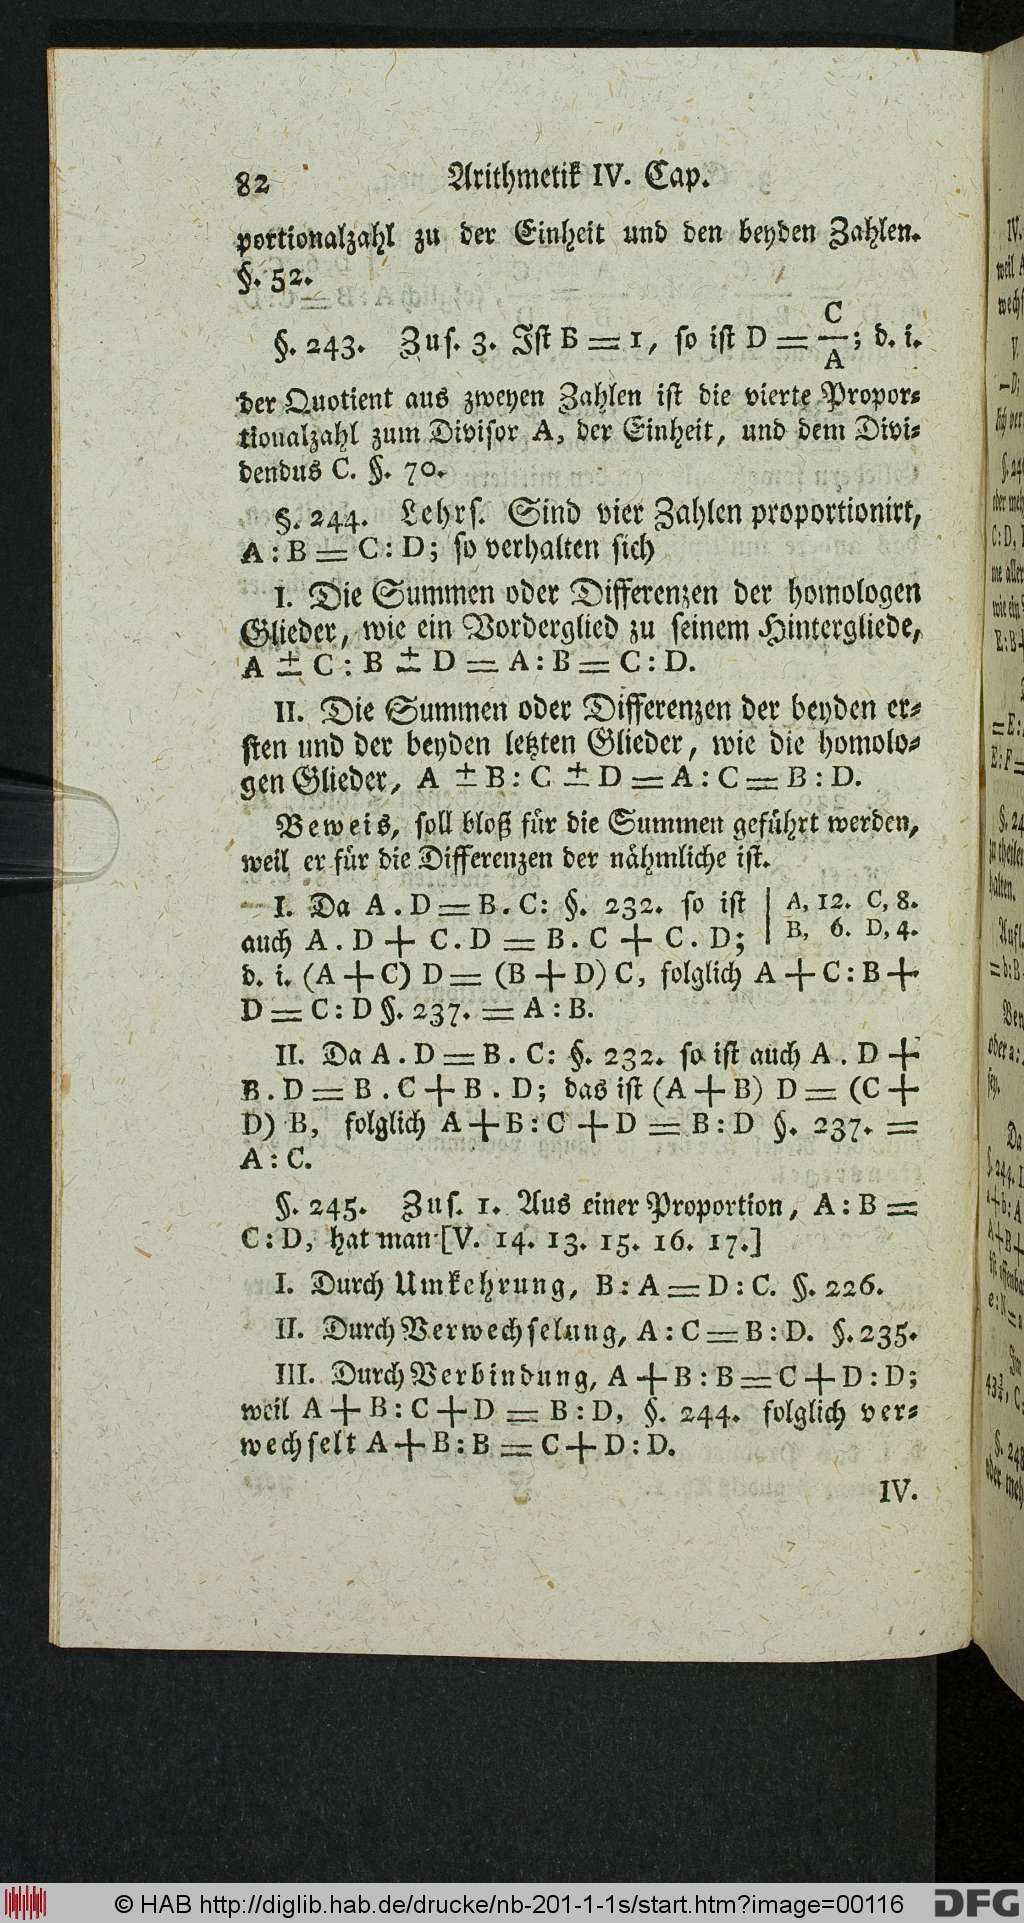 82 Arithmetik IV. Cap.
portionalzahl zu der Einheit und den beyden Zahlen.
§. 52.
§. 243. Zus. 3. Ist B = 1, so ist D = C/A; d. i.
der Quotient aus zweyen Zahlen ist die vierte Propor-
tionalzahl zum Divisor A, der Einheit, und dem Divi-
dendus C. §. 70.
§. 244. Lehrs. Sind vier Zahlen proportionirt,
A : B = C : D; so verhalten sich
I. Die Summen oder Differenzen der homologen
Glieder, wie ein Vorderglied zu seinem Hintergliede,
A ± C : B ± D = A : B = C : D.
II. Die Summen oder Differenzen der beyden er-
sten und der beyden letzten Glieder, wie die homolo-
gen Glieder, A ± B : C ± D = A : C = B : D.
Beweis, soll bloß für die Summen geführt werden,
weil er für die Differenzen der nähmliche ist.
I. Da A . D = B . C: §. 232. so ist | A, 12. C, 8.
auch A . D + C . D = B . C + C . D; | B, 6. D, 4.
d. i. (A + C) D = (B + D) C, folglich A + C : B +
D = C : D §. 237. = A : B.
II. Da A . D = B . C: §. 232. so ist auch A . D +
B . D = B . C + B . D; das ist (A + B) D = (C +
D) B, folglich A + B : C + D = B : D §. 237. =
A : C.
§. 245. Zus. 1. Aus einer Proportion, A : B =
C : D, hat man [V. 14. 13. 15. 16. 17.]
I. Durch Umkehrung, B : A = D : C. §. 226.
II. Durch Verwechselung, A : C = B : D. §. 235.
III. Durch Verbindung, A + B : B = C + D : D;
weil A + B : C + D = B : D, §. 244. folglich ver-
wechselt A + B : B = C + D : D.
IV.
© HAB http://diglib.hab.de/drucke/nb-201-1-1s/start.htm?image=00116
DFG